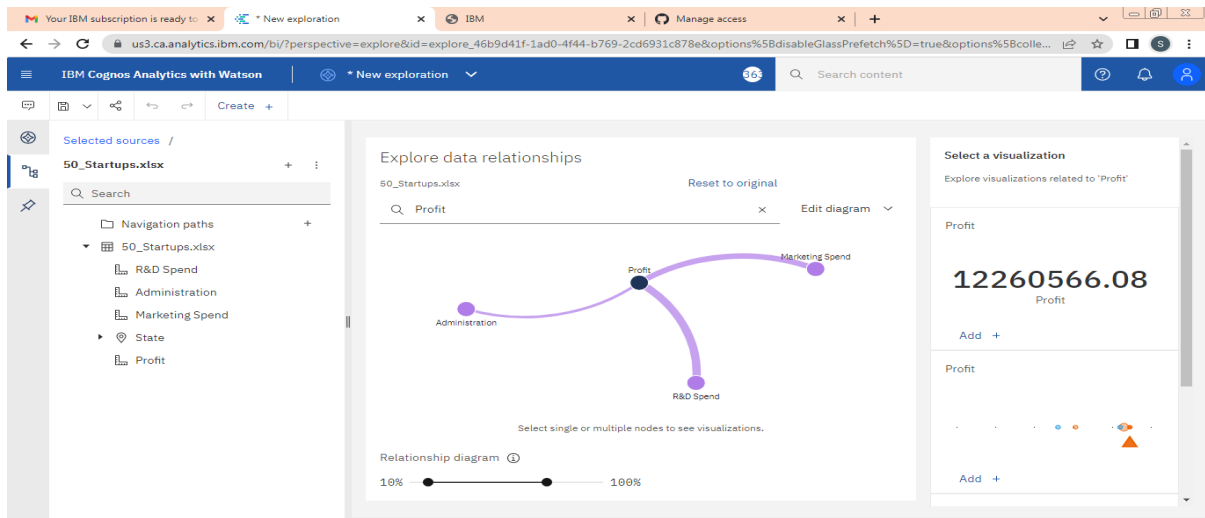 Your IBM subscription is ready to
* New exploration
IBM
Manage access
us3.ca.analytics.ibm.com/bi/?perspective=explore&id=explore_46b9d41f-1ad0-4f44-b769-2cd6931c878e&options%5BdisableGlassPrefetch%5D=true&options%5Bcolle...
S
IBM Cognos Analytics with Watson
* New exploration
363
Search content
Create +
Selected sources /
50_Startups.xlsx
Search
Navigation paths
50_Startups.xlsx
R&D Spend
Administration
Marketing Spend
State
Profit
Explore data relationships
50_Startups.xlsx
Reset to original
Profit
Edit diagram
Marketing Spend
Profit
Administration
R&D Spend
Select single or multiple nodes to see visualizations.
Relationship diagram
10%
100%
Select a visualization
Explore visualizations related to 'Profit'
Profit
12260566.08
Profit
Add +
Profit
Add +